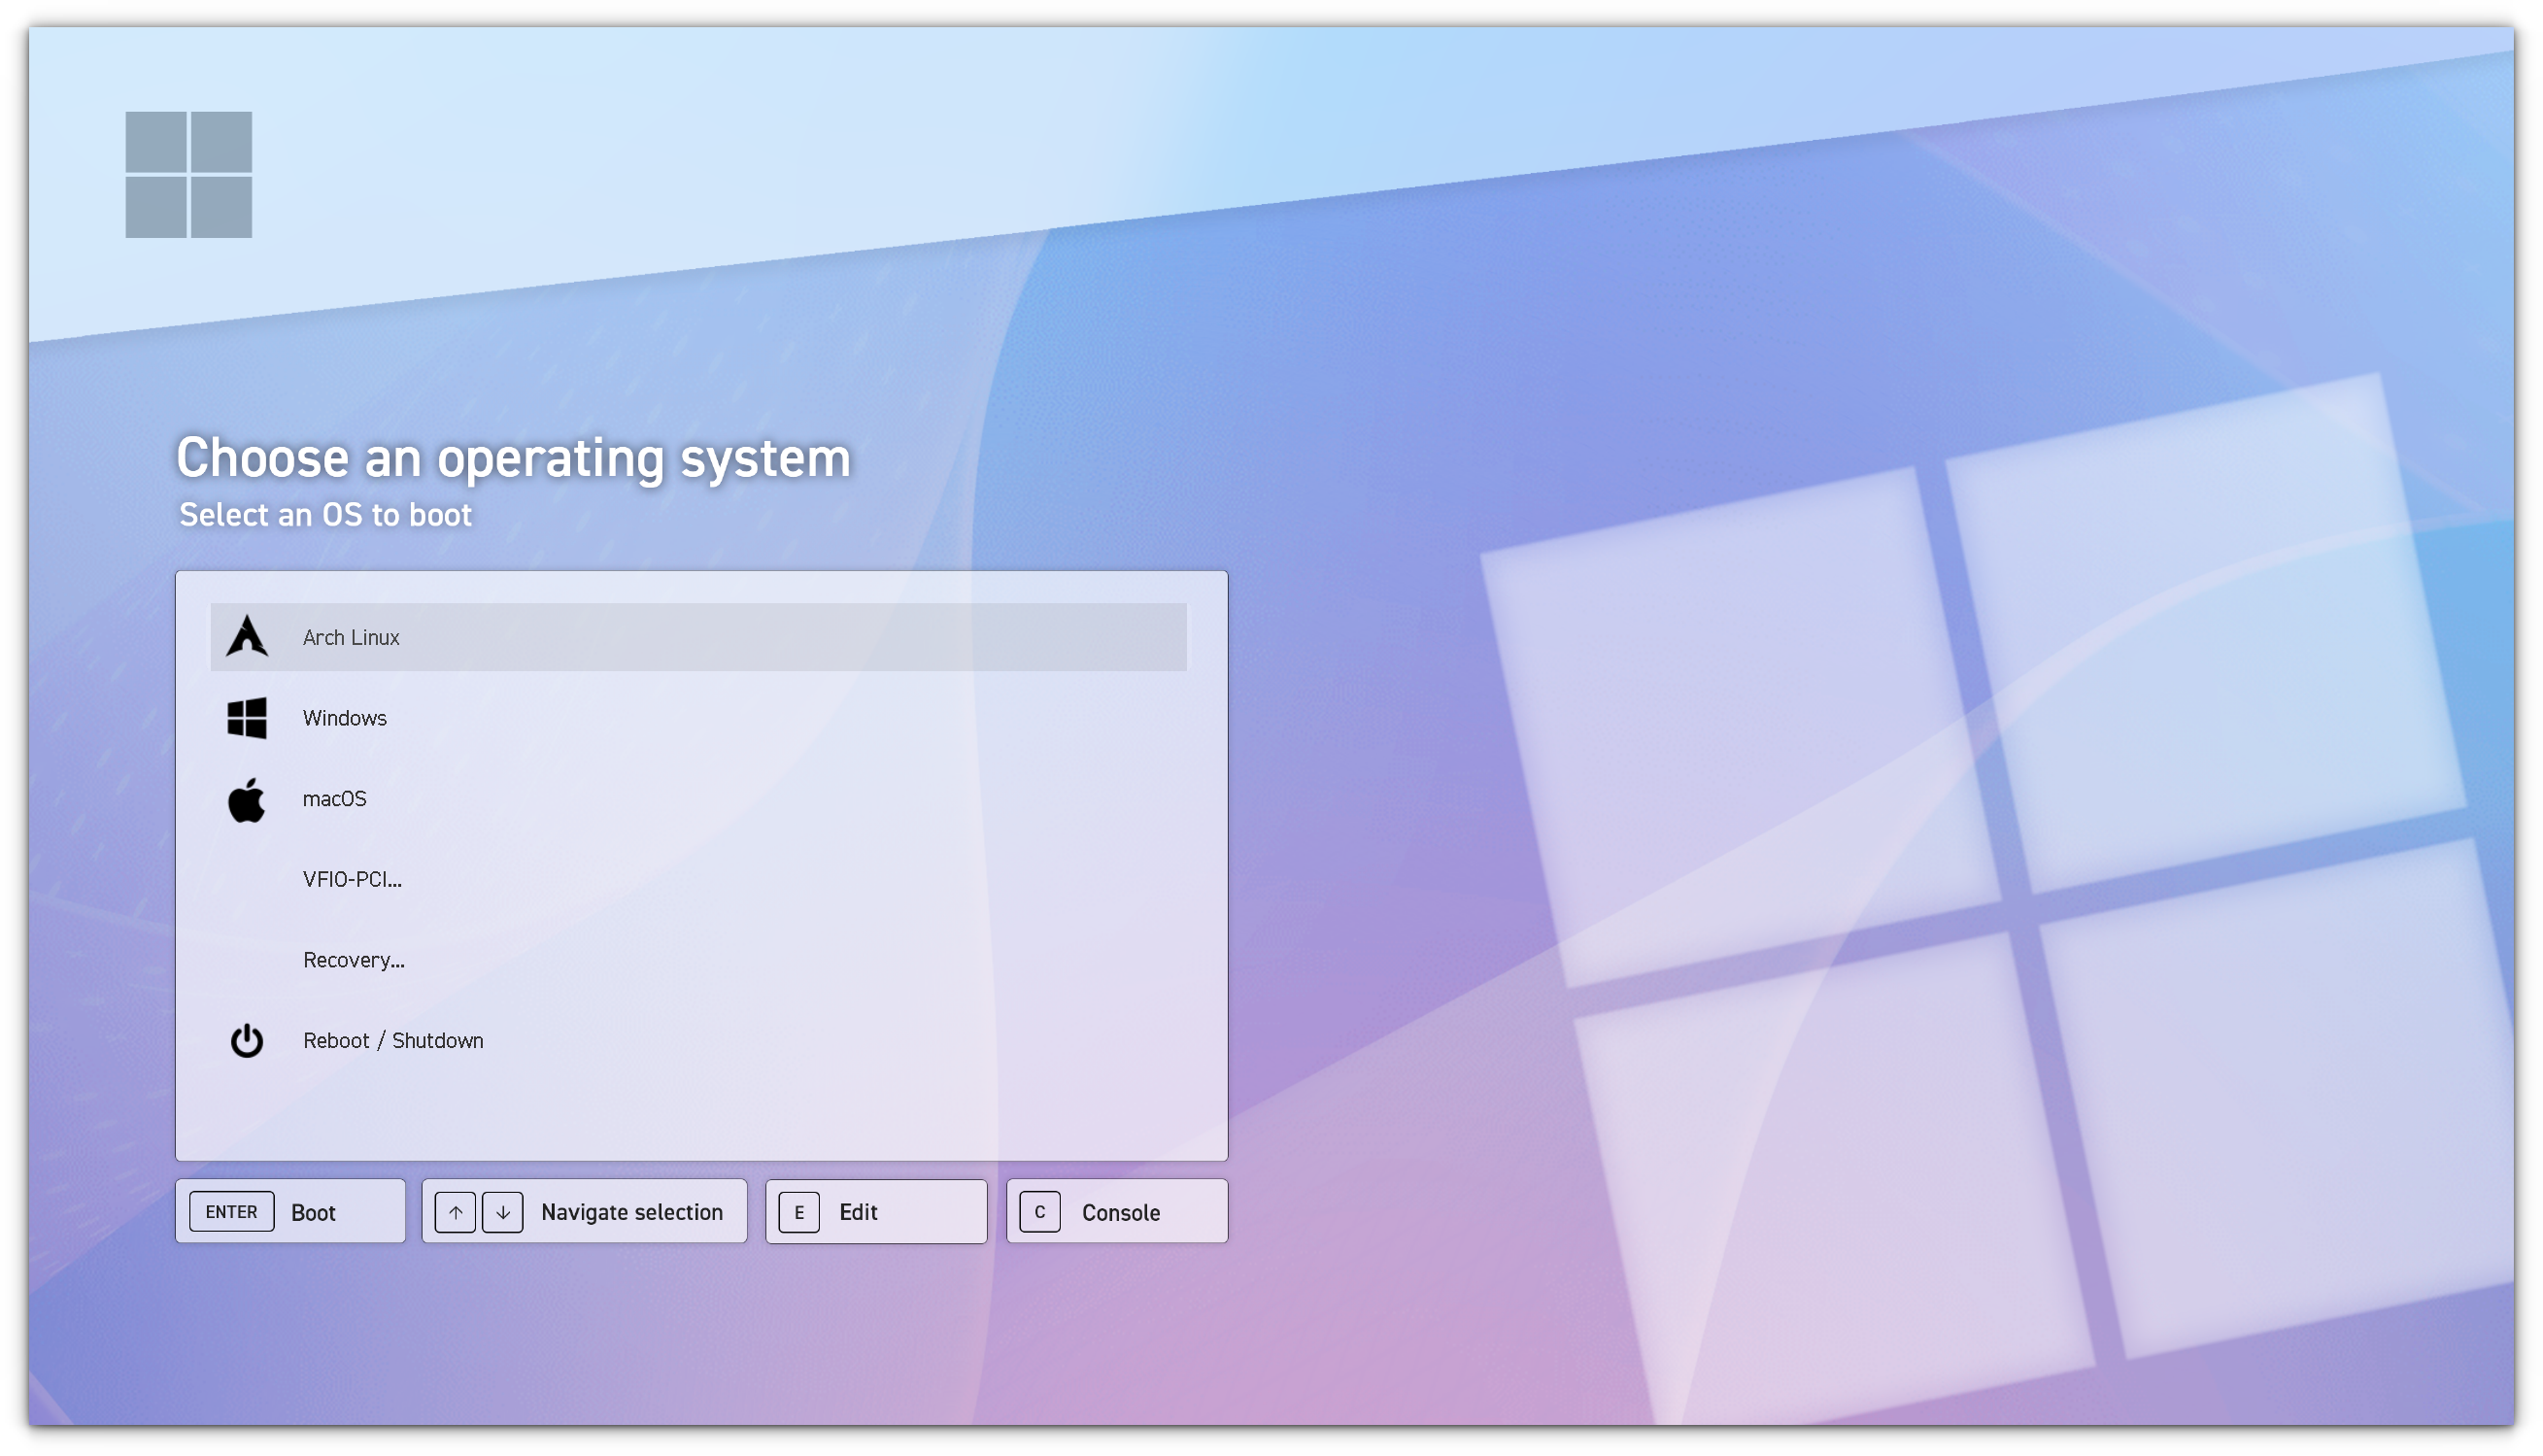 Choose an operating system
Select an OS to boot
Arch Linux
Windows
macOS
VFIO-PCI...
Recovery...
Reboot / Shutdown
ENTER Boot ↑ ↓ Navigate selection E Edit C Console